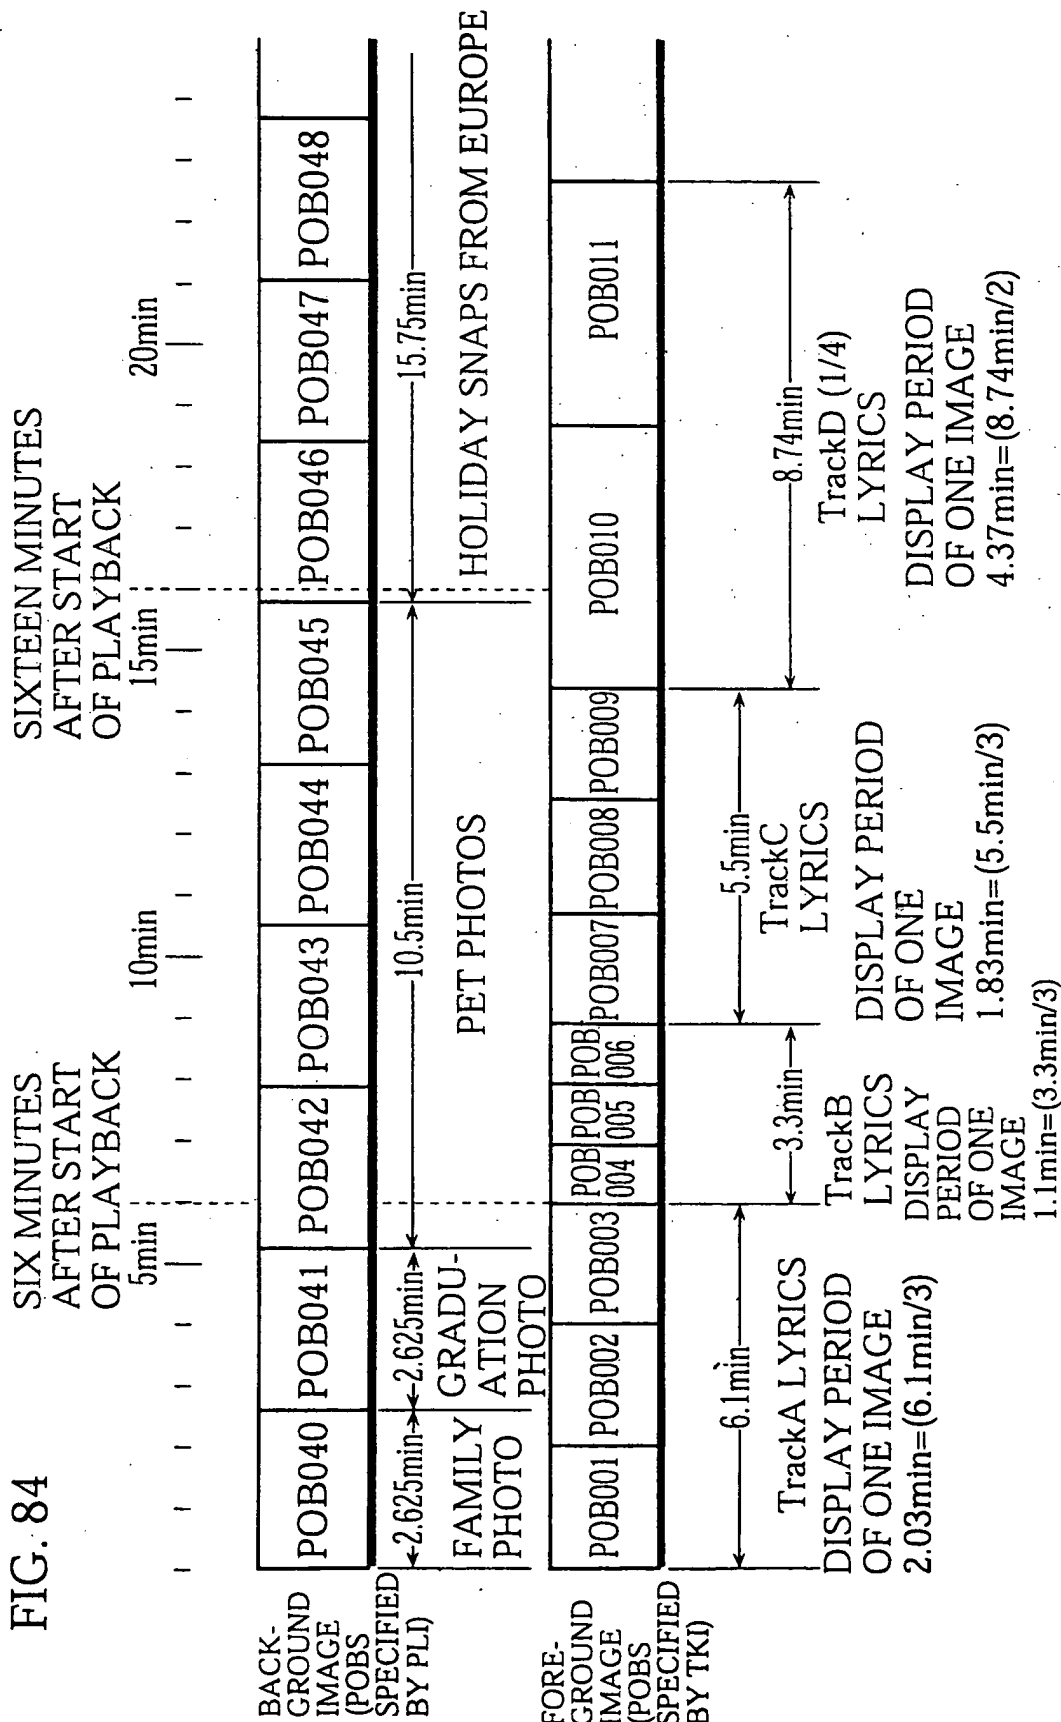 FIG. 84
SIX MINUTES
AFTER START
OF PLAYBACK
SIXTEEN MINUTES
AFTER START
OF PLAYBACK
5min
10min
15min
20min
BACK-
GROUND
IMAGE
(POBS
SPECIFIED
BY PLI)
POB040
POB041
POB042
POB043
POB044
POB045
POB046
POB047
POB048
2.625min
2.625min
10.5min
15.75min
FAMILY
PHOTO
GRADU-
ATION
PHOTO
PET PHOTOS
HOLIDAY SNAPS FROM EUROPE
FORE-
GROUND
IMAGE
(POBS
SPECIFIED
BY TKI)
POB001
POB002
POB003
POB
004
POB
005
POB
006
POB007
POB008
POB009
POB010
POB011
6.1min
3.3min
5.5min
8.74min
TrackA LYRICS
DISPLAY PERIOD
OF ONE IMAGE
2.03min=(6.1min/3)
TrackB
LYRICS
DISPLAY
PERIOD
OF ONE
IMAGE
1.1min=(3.3min/3)
TrackC
LYRICS
DISPLAY PERIOD
OF ONE
IMAGE
1.83min=(5.5min/3)
TrackD (1/4)
LYRICS
DISPLAY PERIOD
OF ONE IMAGE
4.37min=(8.74min/2)